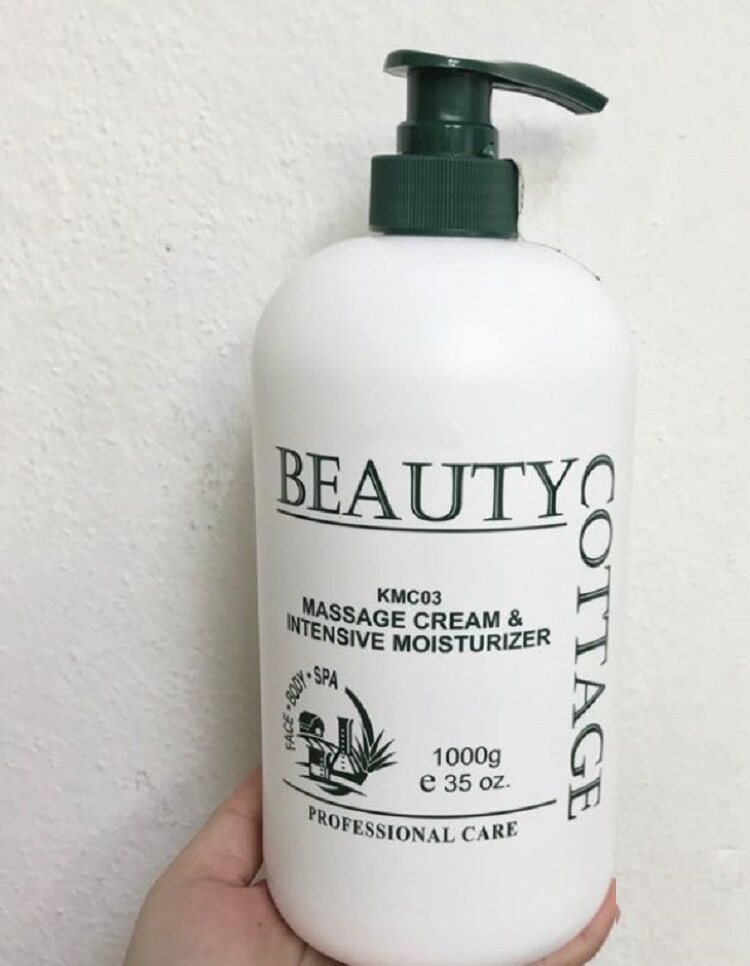 BEAUTY
COTTAGE
KMC03
MASSAGE CREAM &
INTENSIVE MOISTURIZER
FACE • BODY • SPA
1000g
e 35 oz.
PROFESSIONAL CARE